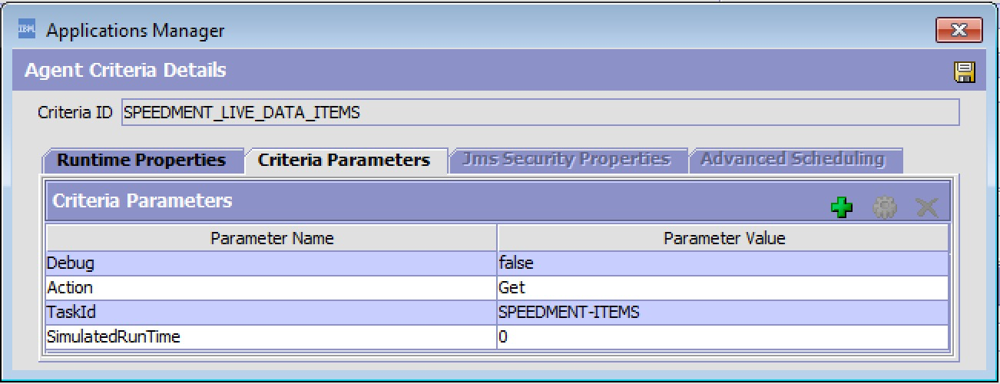 IBM Applications Manager
Agent Criteria Details
Criteria ID SPEEDMENT_LIVE_DATA_ITEMS
Runtime Properties Criteria Parameters Jms Security Properties Advanced Scheduling
Criteria Parameters
Parameter Name Parameter Value
Debug false
Action Get
TaskId SPEEDMENT-ITEMS
SimulatedRunTime 0